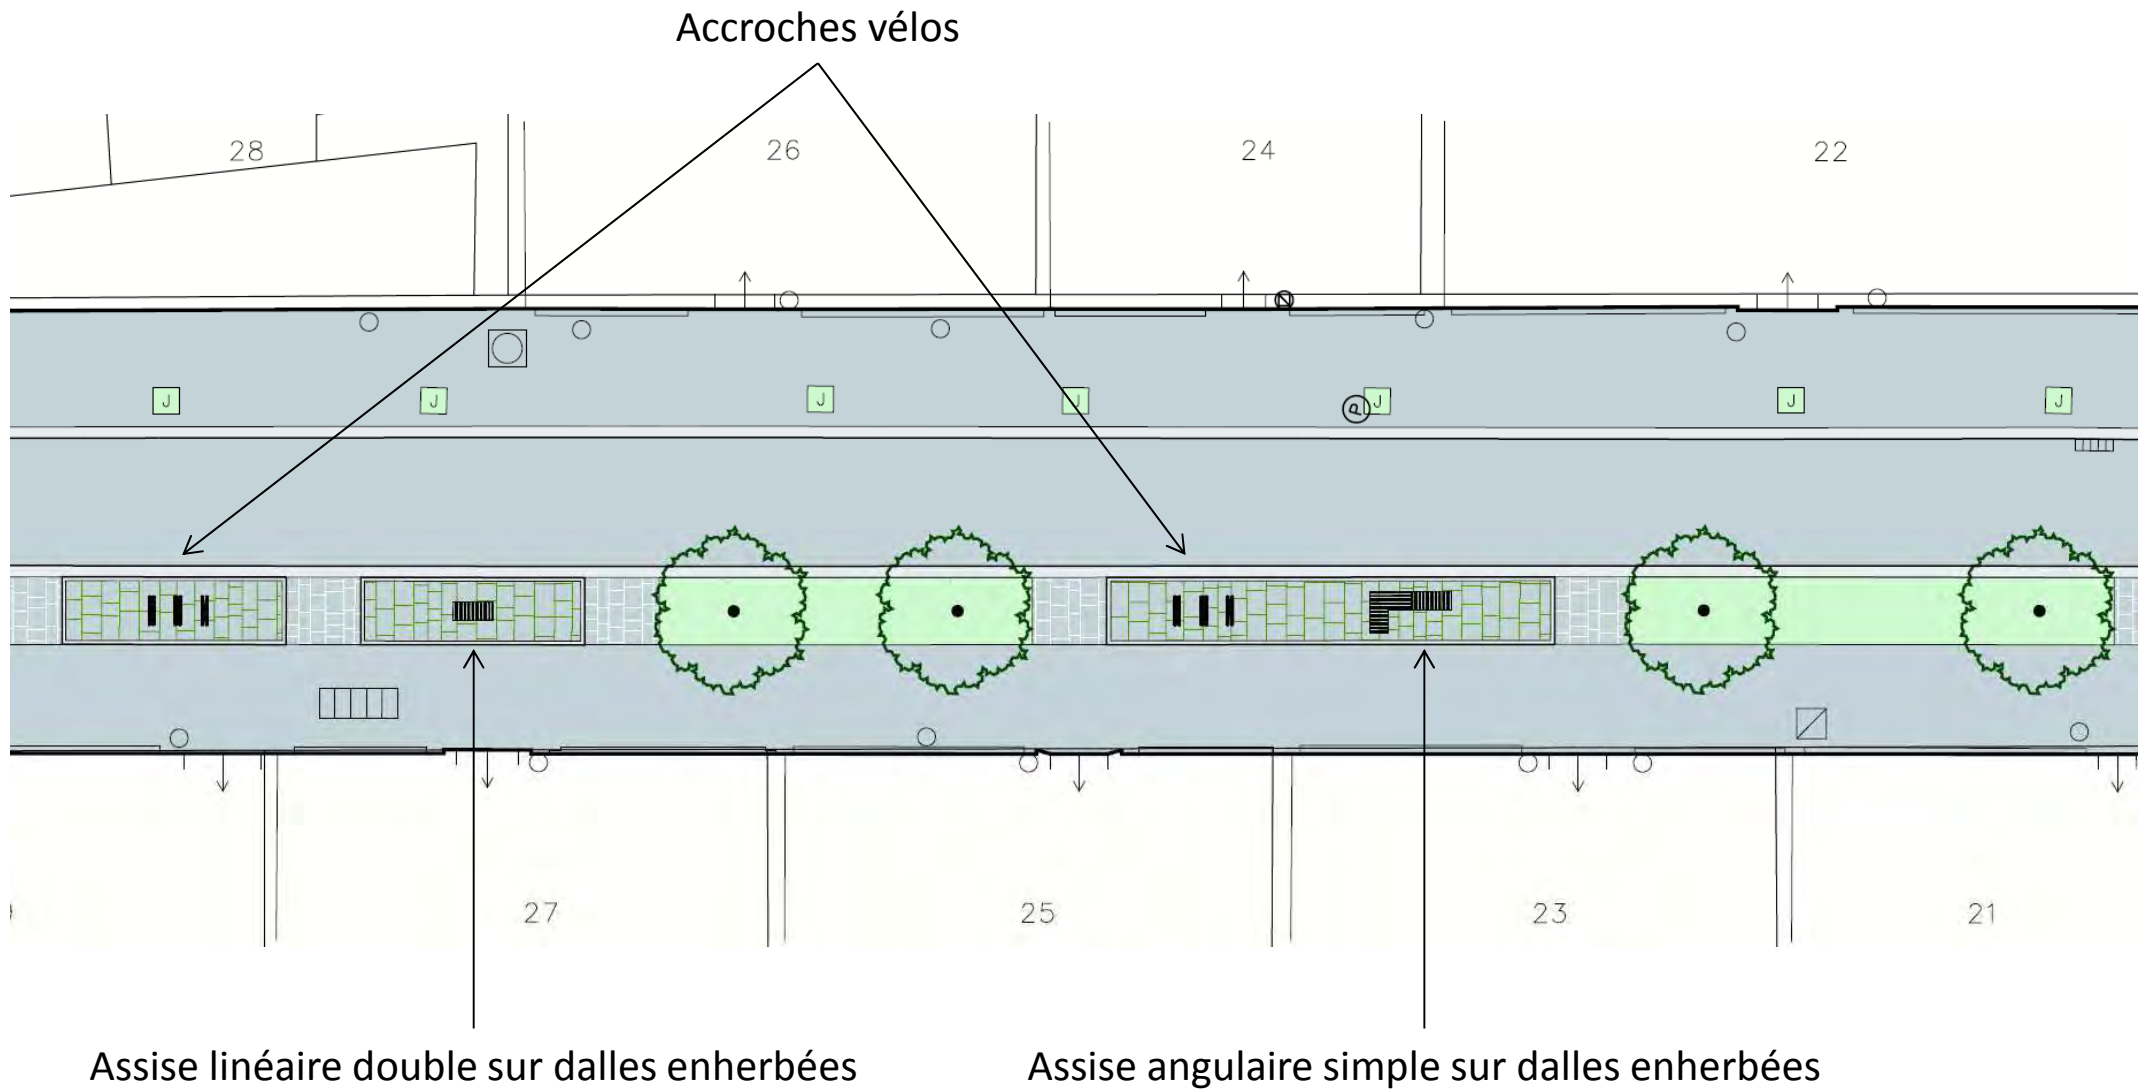 Accroches vélos
28
26
24
22
J
J
J
J
P
J
J
J
27
25
23
21
Assise linéaire double sur dalles enherbées
Assise angulaire simple sur dalles enherbées